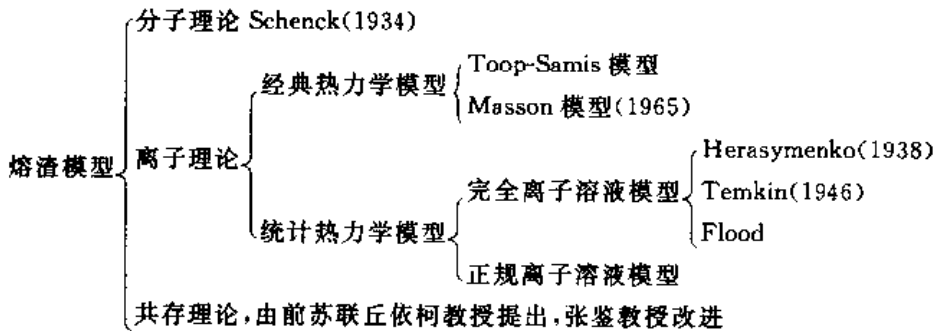 分子理论 Schenck(1934)
经典热力学模型
Toop-Samis 模型
Masson 模型(1965)
熔渣模型
离子理论
统计热力学模型
完全离子溶液模型
Herasymenko(1938)
Temkin(1946)
Flood
正规离子溶液模型
共存理论,由前苏联丘依柯教授提出,张鉴教授改进